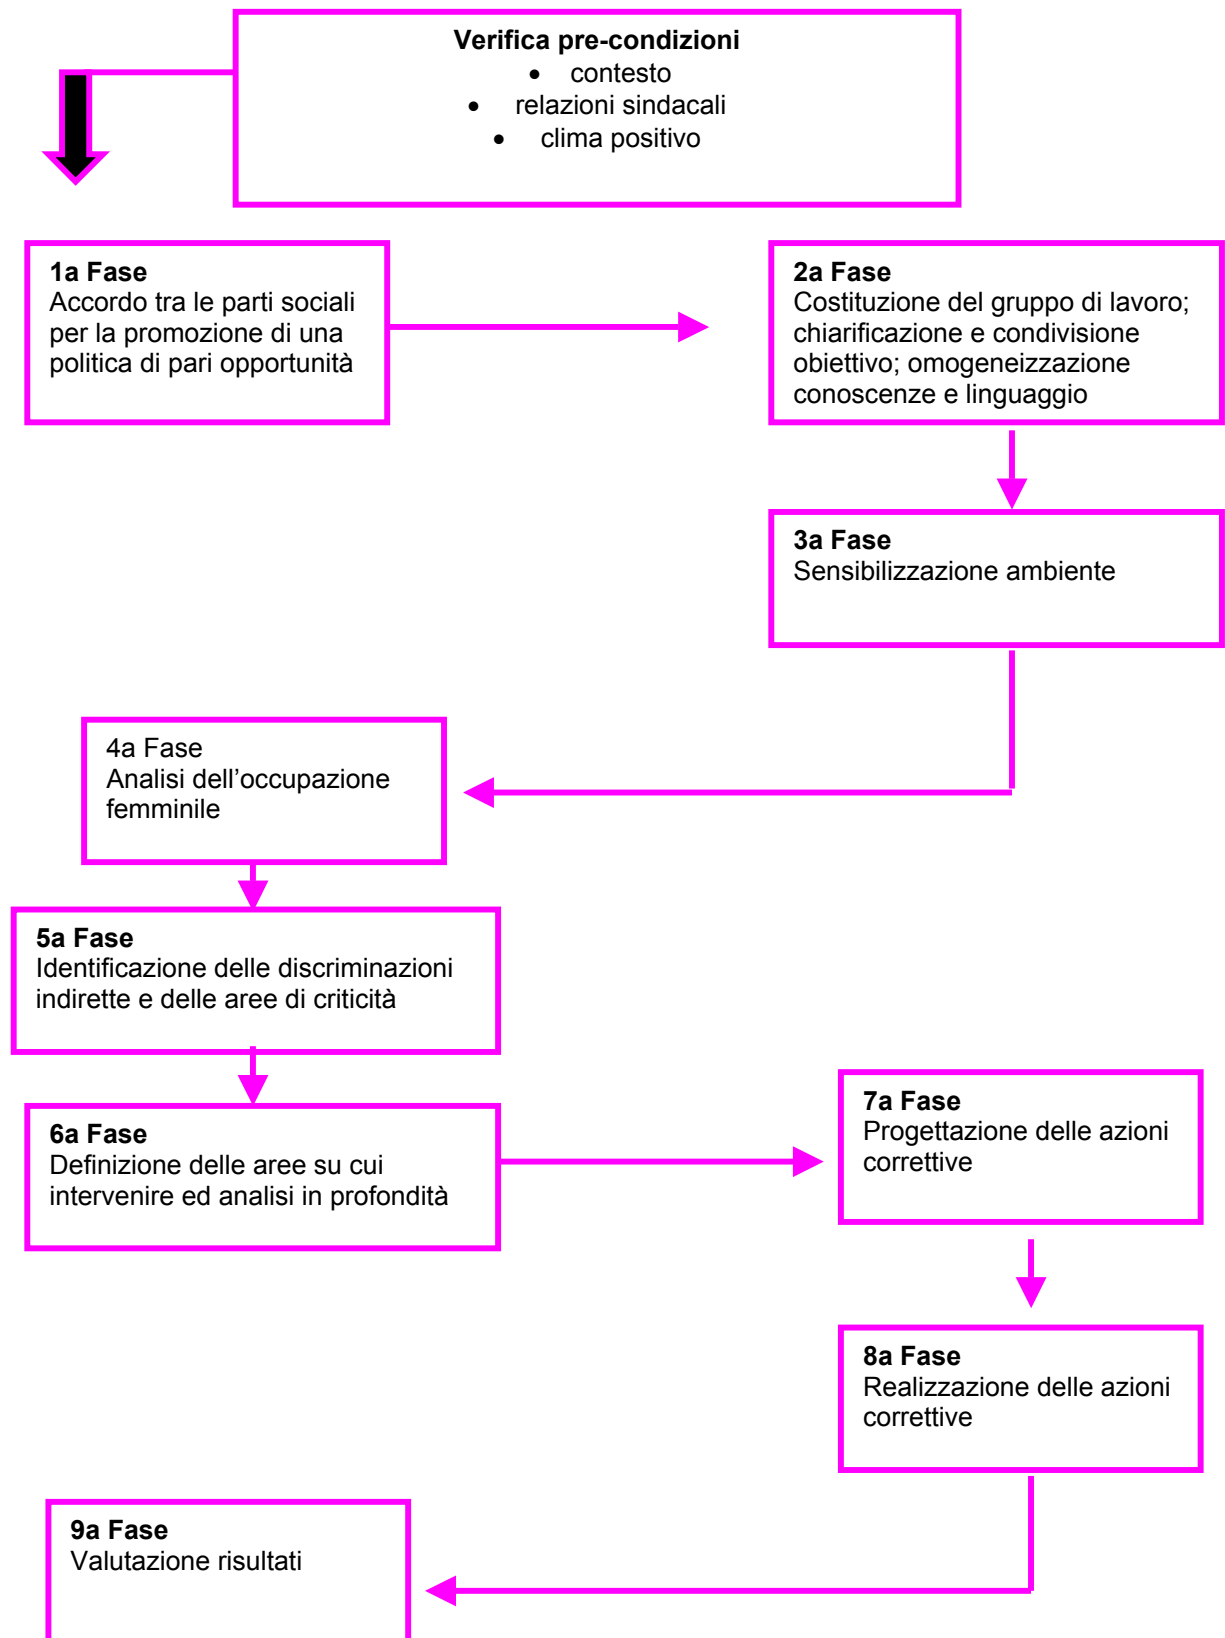 Verifica pre-condizioni
• contesto
• relazioni sindacali
• clima positivo
1a Fase
Accordo tra le parti sociali
per la promozione di una
politica di pari opportunità
2a Fase
Costituzione del gruppo di lavoro;
chiarificazione e condivisione
obiettivo; omogeneizzazione
conoscenze e linguaggio
3a Fase
Sensibilizzazione ambiente
4a Fase
Analisi dell’occupazione
femminile
5a Fase
Identificazione delle discriminazioni
indirette e delle aree di criticità
6a Fase
Definizione delle aree su cui
intervenire ed analisi in profondità
7a Fase
Progettazione delle azioni
correttive
8a Fase
Realizzazione delle azioni
correttive
9a Fase
Valutazione risultati